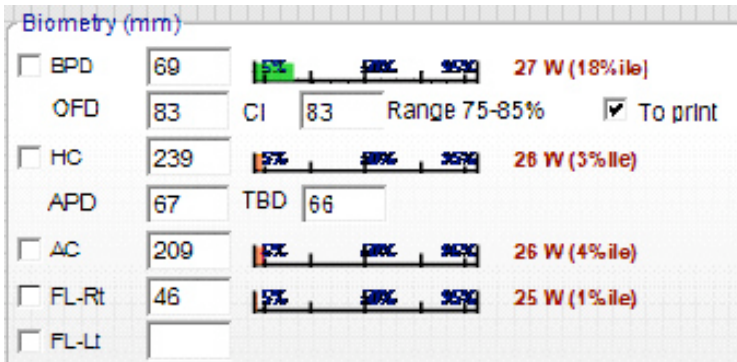 Biometry (mm)
BPD 69 5% 50% 95% 27 W (18%ile)
OFD 83 CI 83 Range 75-85% To print
HC 239 5% 50% 95% 26 W (3%ile)
APD 67 TBD 66
AC 209 5% 50% 95% 26 W (4%ile)
FL-Rt 46 5% 50% 95% 25 W (1%ile)
FL-Lt